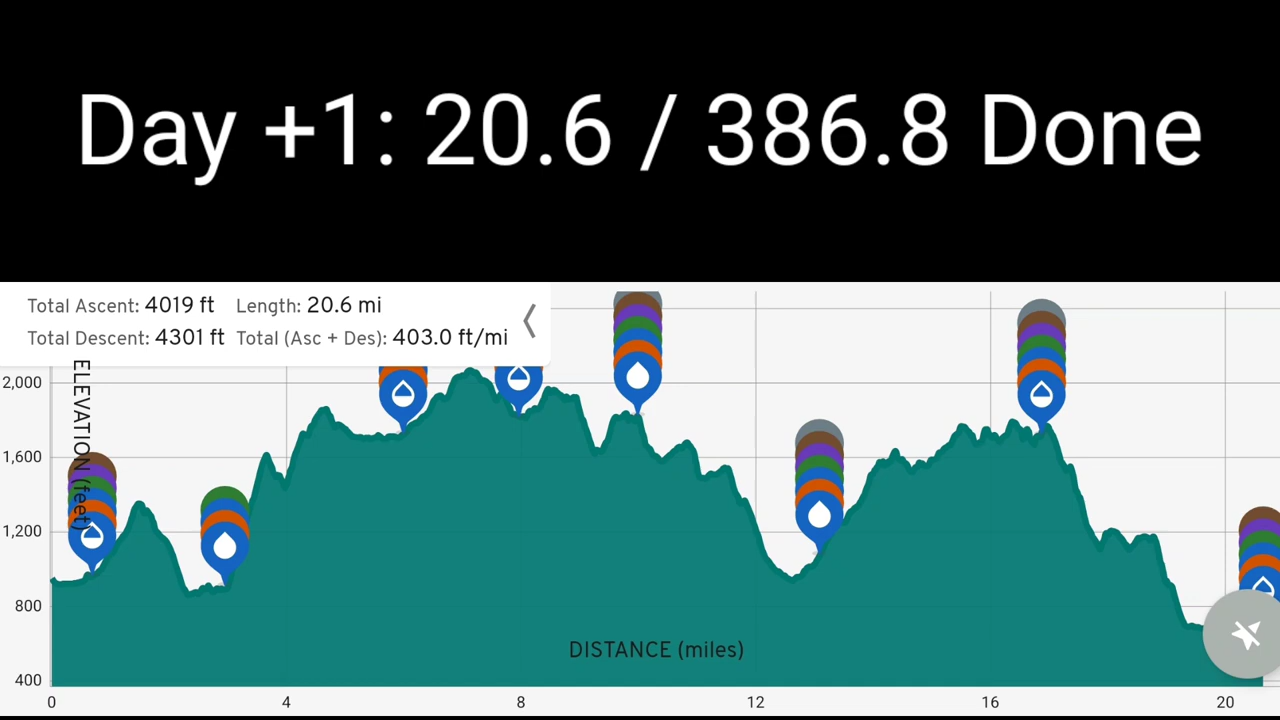 Day +1: 20.6 / 386.8 Done
Total Ascent: 4019 ft Length: 20.6 mi
Total Descent: 4301 ft Total (Asc + Des): 403.0 ft/mi
ELEVATION (feet)
2,000
1,600
1,200
800
400
DISTANCE (miles)
0 4 8 12 16 20